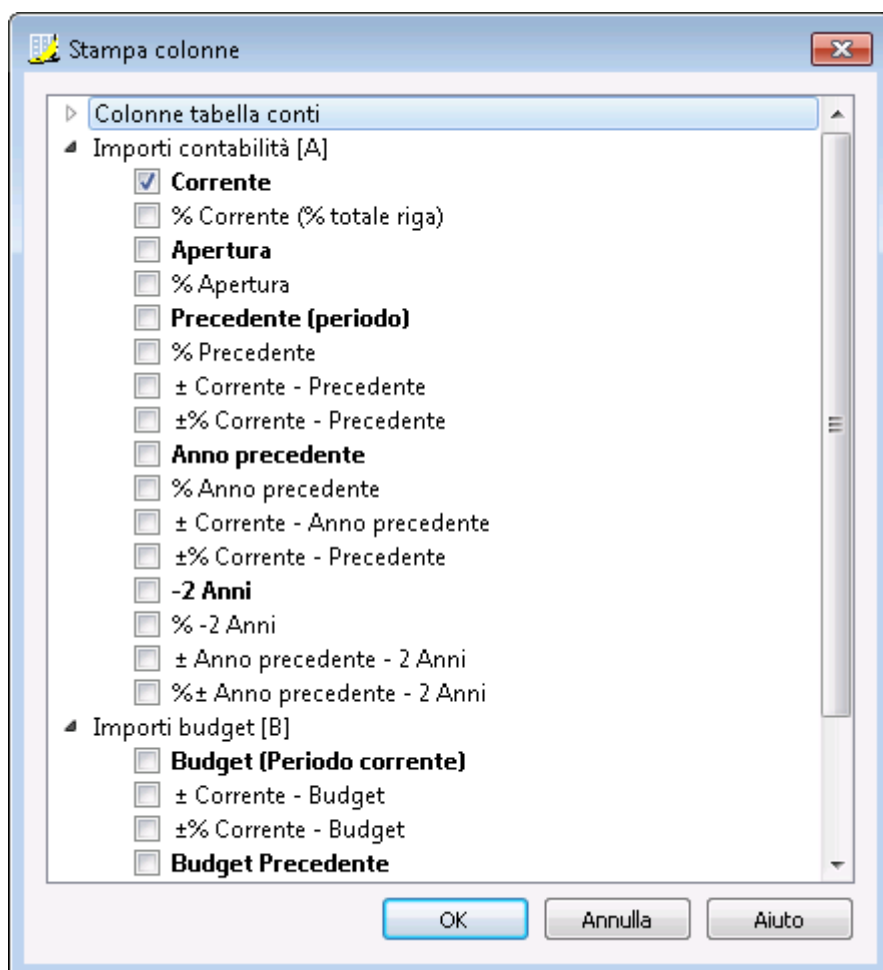 Stampa colonne
Colonne tabella conti
Importi contabilità [A]
Corrente
% Corrente (% totale riga)
Apertura
% Apertura
Precedente (periodo)
% Precedente
± Corrente - Precedente
±% Corrente - Precedente
Anno precedente
% Anno precedente
± Corrente - Anno precedente
±% Corrente - Precedente
-2 Anni
% -2 Anni
± Anno precedente - 2 Anni
%± Anno precedente - 2 Anni
Importi budget [B]
Budget (Periodo corrente)
± Corrente - Budget
±% Corrente - Budget
Budget Precedente
OK Annulla Aiuto